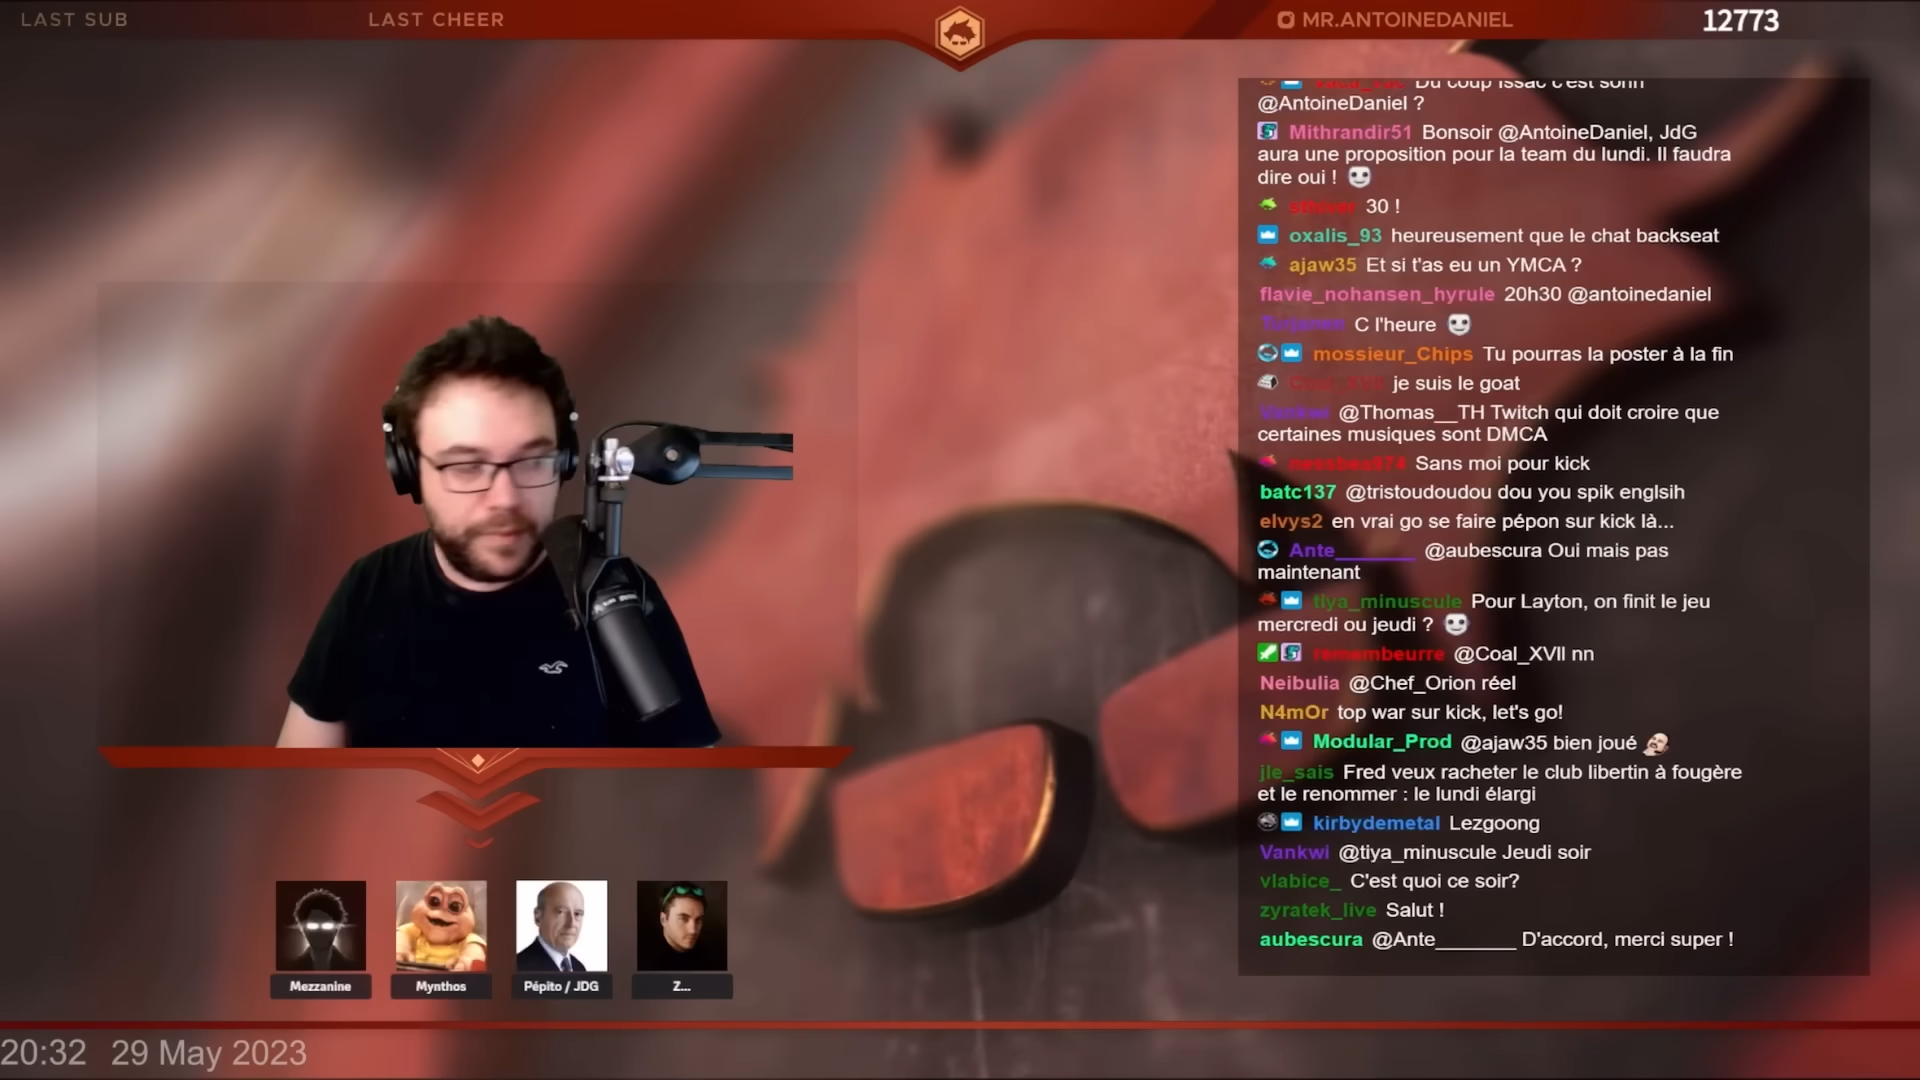 LAST SUB
LAST CHEER
MR.ANTOINEDANIEL
12773
Du coup Issac c'est
@AntoineDaniel ?
Mithrandir51 Bonsoir @AntoineDaniel, JdG
aura une proposition pour la team du lundi. Il faudra
dire oui !
30 !
oxalis_93 heureusement que le chat backseat
ajaw35 Et si t'as eu un YMCA ?
flavie_nohansen_hyrule 20h30 @antoinedaniel
C l'heure
mossieur_Chips Tu pourras la poster à la fin
Coal_XVII je suis le goat
Vankwi @Thomas__TH Twitch qui doit croire que
certaines musiques sont DMCA
Sans moi pour kick
batc137 @tristoudoudou dou you spik englsih
elvys2 en vrai go se faire pépon sur kick là...
Ante_______ @aubescura Oui mais pas
maintenant
tiya_minuscule Pour Layton, on finit le jeu
mercredi ou jeudi ?
remambeurre @Coal_XVII nn
Neibulia @Chef_Orion réel
N4mOr top war sur kick, let's go!
Modular_Prod @ajaw35 bien joué
jle_sais Fred veux racheter le club libertin à fougère
et le renommer : le lundi élargi
kirbydemetal Lezgoong
Vankwi @tiya_minuscule Jeudi soir
vlabice_ C'est quoi ce soir?
zyratek_live Salut !
aubescura @Ante_______ D'accord, merci super !
Mezzanine
Mynthos
Pépito / JDG
Z...
20:32 29 May 2023